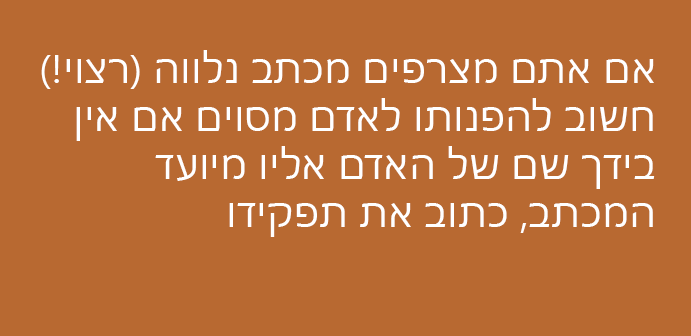 אם אתם מצרפים מכתב נלווה (רצוי!)
חשוב להפנותו לאדם מסוים אם אין
בידך שם של האדם אליו מיועד
המכתב, כתוב את תפקידו